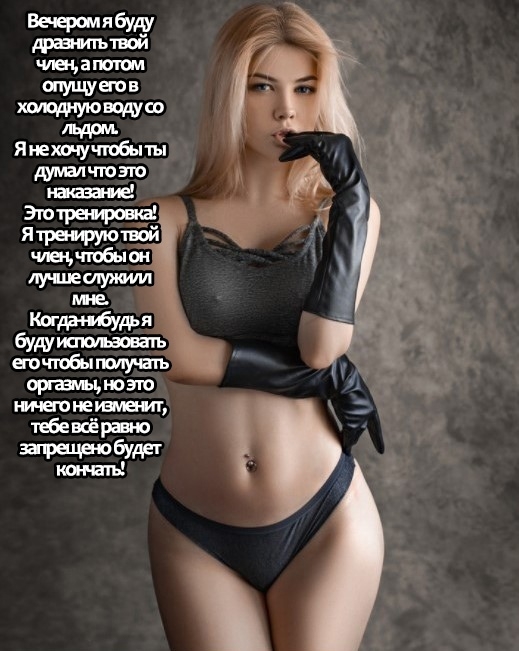 Вечером я буду
дразнить твой
член, а потом
опущу его в
холодную воду со
льдом.
Я не хочу чтобы ты
думал что это
наказание!
Это тренировка!
Я тренирую твой
член, чтобы он
лучше служил
мне.
Когда-нибудь я
буду использовать
его чтобы получать
оргазмы, но это
ничего не изменит,
тебе всё равно
запрещено будет
кончать!